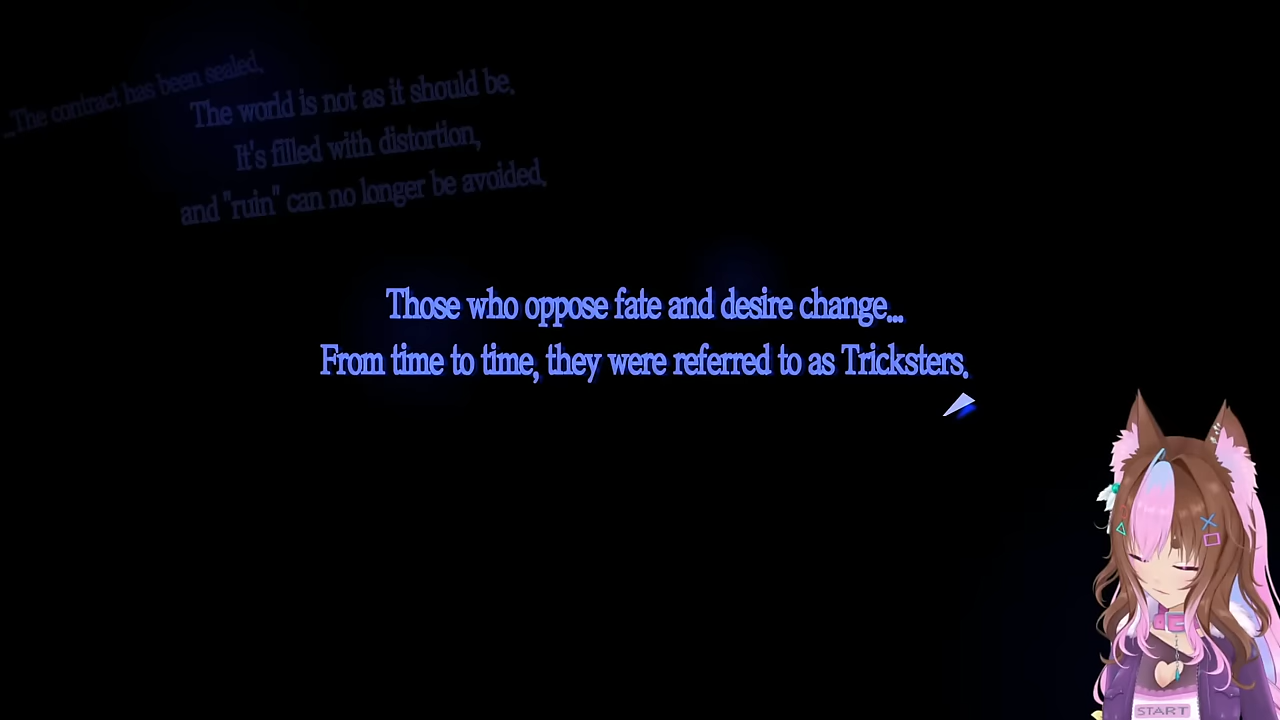 ...The contract has been sealed.
The world is not as it should be.
It's filled with distortion,
and "ruin" can no longer be avoided.
Those who oppose fate and desire change...
From time to time, they were referred to as Tricksters.
START